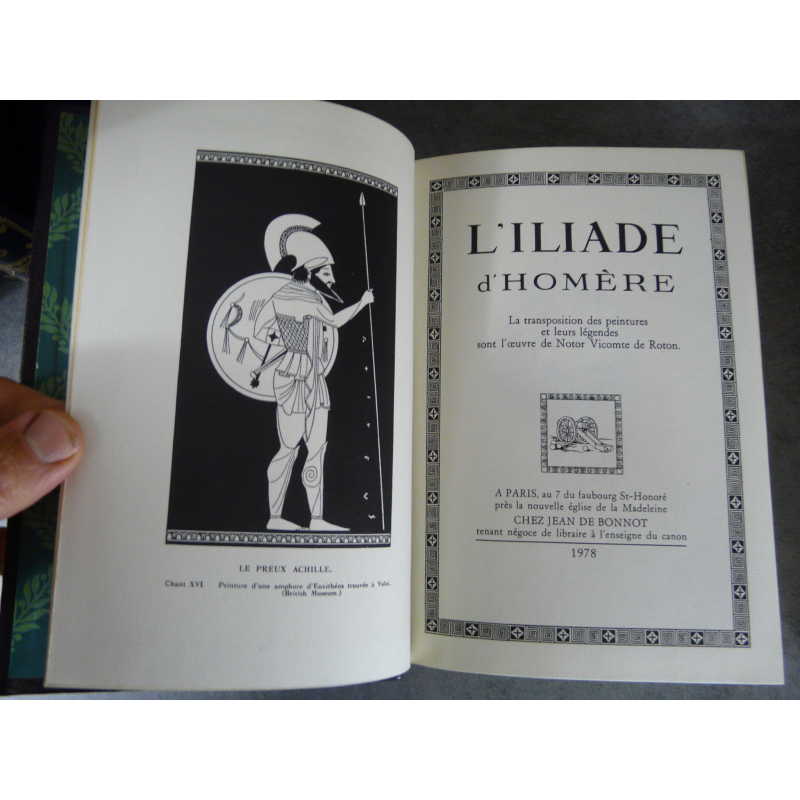 LE PREUX ACHILLE.
Chant XVI. Peinture d'une amphore d'Euxithéos trouvée à Vulci.
(British Museum.)
L'ILIADE
d'HOMÈRE
La transposition des peintures
et leurs légendes
sont l'œuvre de Notor Vicomte de Roton.
A PARIS, au 7 du faubourg St-Honoré
près la nouvelle église de la Madeleine
CHEZ JEAN DE BONNOT
tenant négoce de libraire à l'enseigne du canon
1978